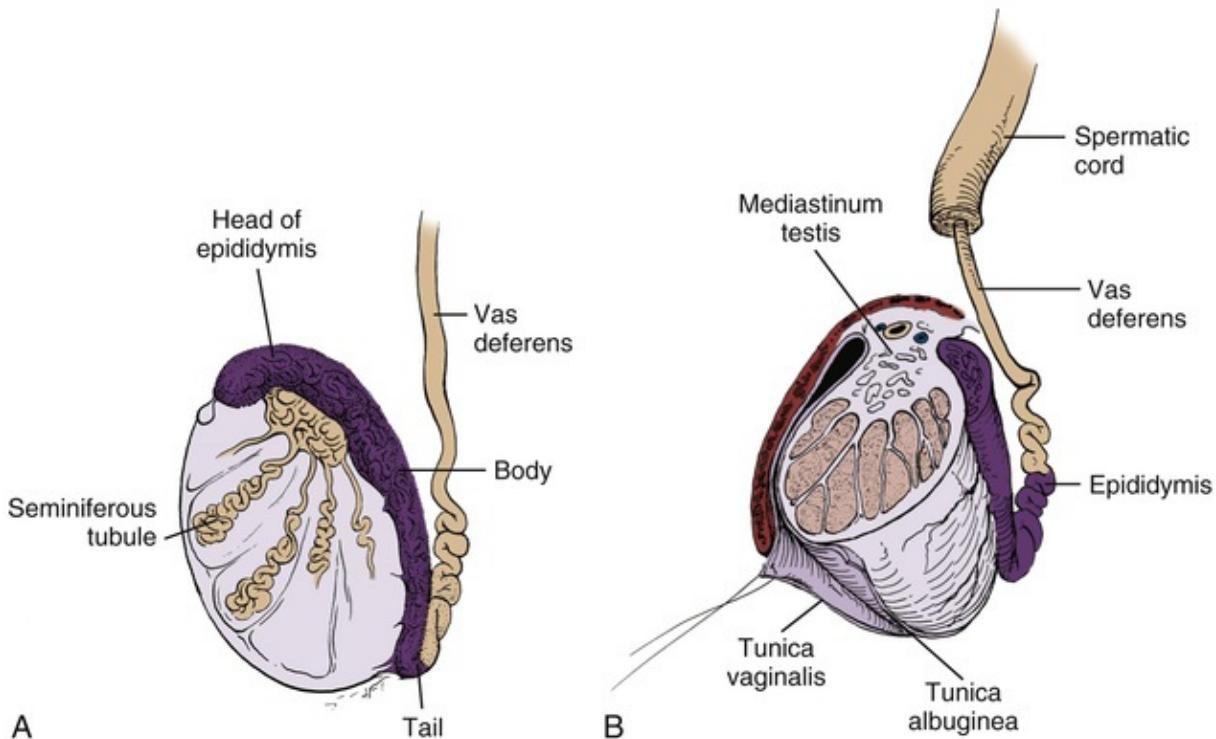 Head of
epididymis
Vas
deferens
Body
Seminiferous
tubule
Tail
A
Spermatic
cord
Mediastinum
testis
Vas
deferens
Epididymis
Tunica
vaginalis
Tunica
albuginea
B